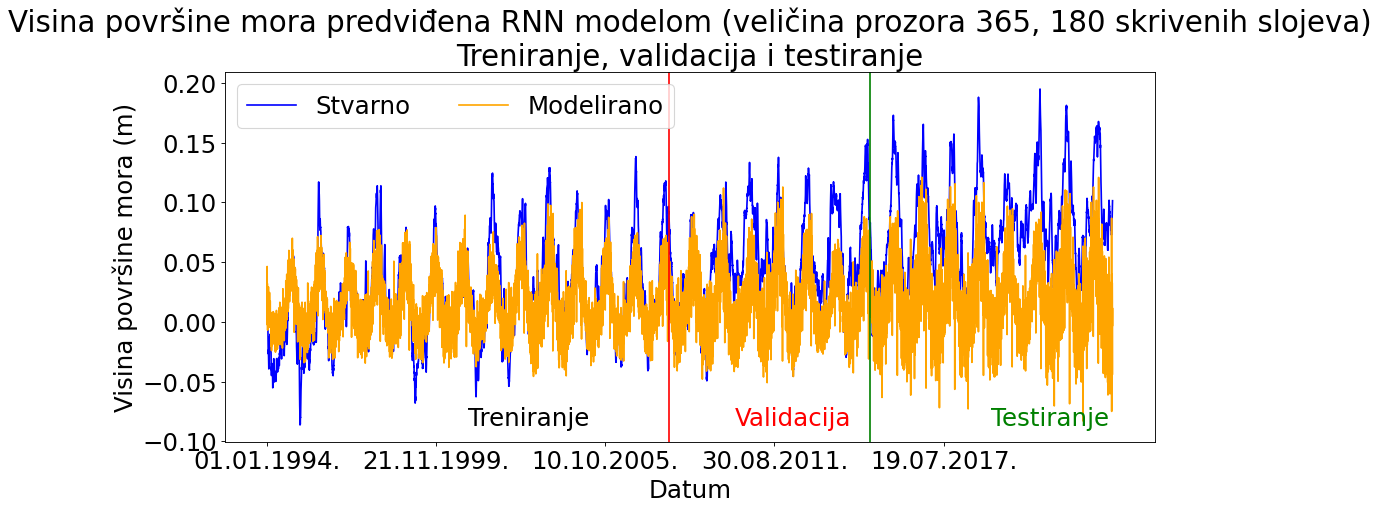 Visina površine mora predviđena RNN modelom (veličina prozora 365, 180 skrivenih slojeva)
Treniranje, validacija i testiranje
Stvarno
Modelirano
Visina površine mora (m)
0.20
0.15
0.10
0.05
0.00
−0.05
−0.10
Treniranje
Validacija
Testiranje
01.01.1994.
21.11.1999.
10.10.2005.
30.08.2011.
19.07.2017.
Datum